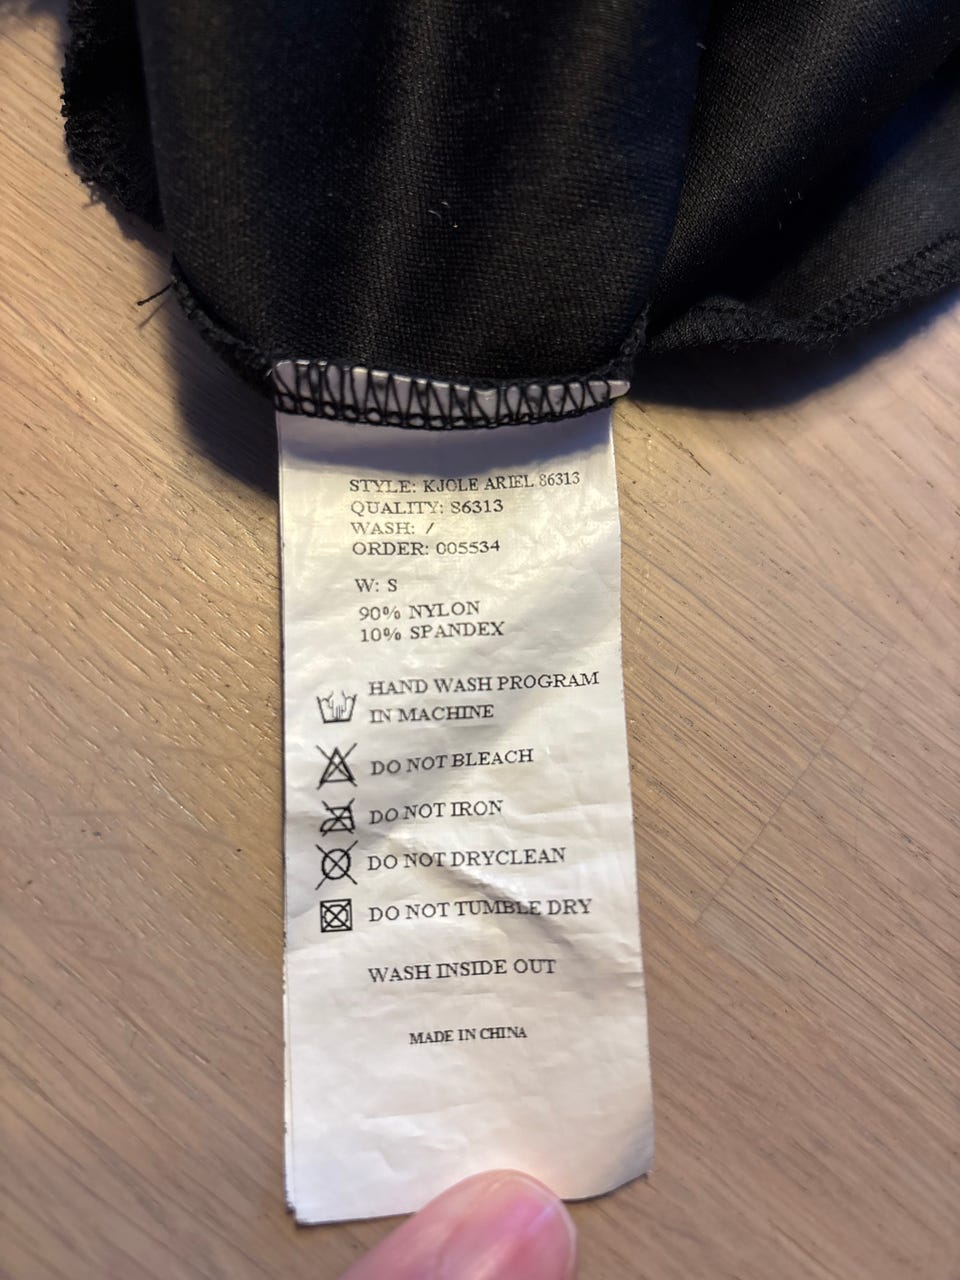 STYLE: KJOLE ARIEL 86313
QUALITY: S6313
WASH: /
ORDER: 005534
W: S
90% NYLON
10% SPANDEX
HAND WASH PROGRAM
IN MACHINE
DO NOT BLEACH
DO NOT IRON
DO NOT DRYCLEAN
DO NOT TUMBLE DRY
WASH INSIDE OUT
MADE IN CHINA